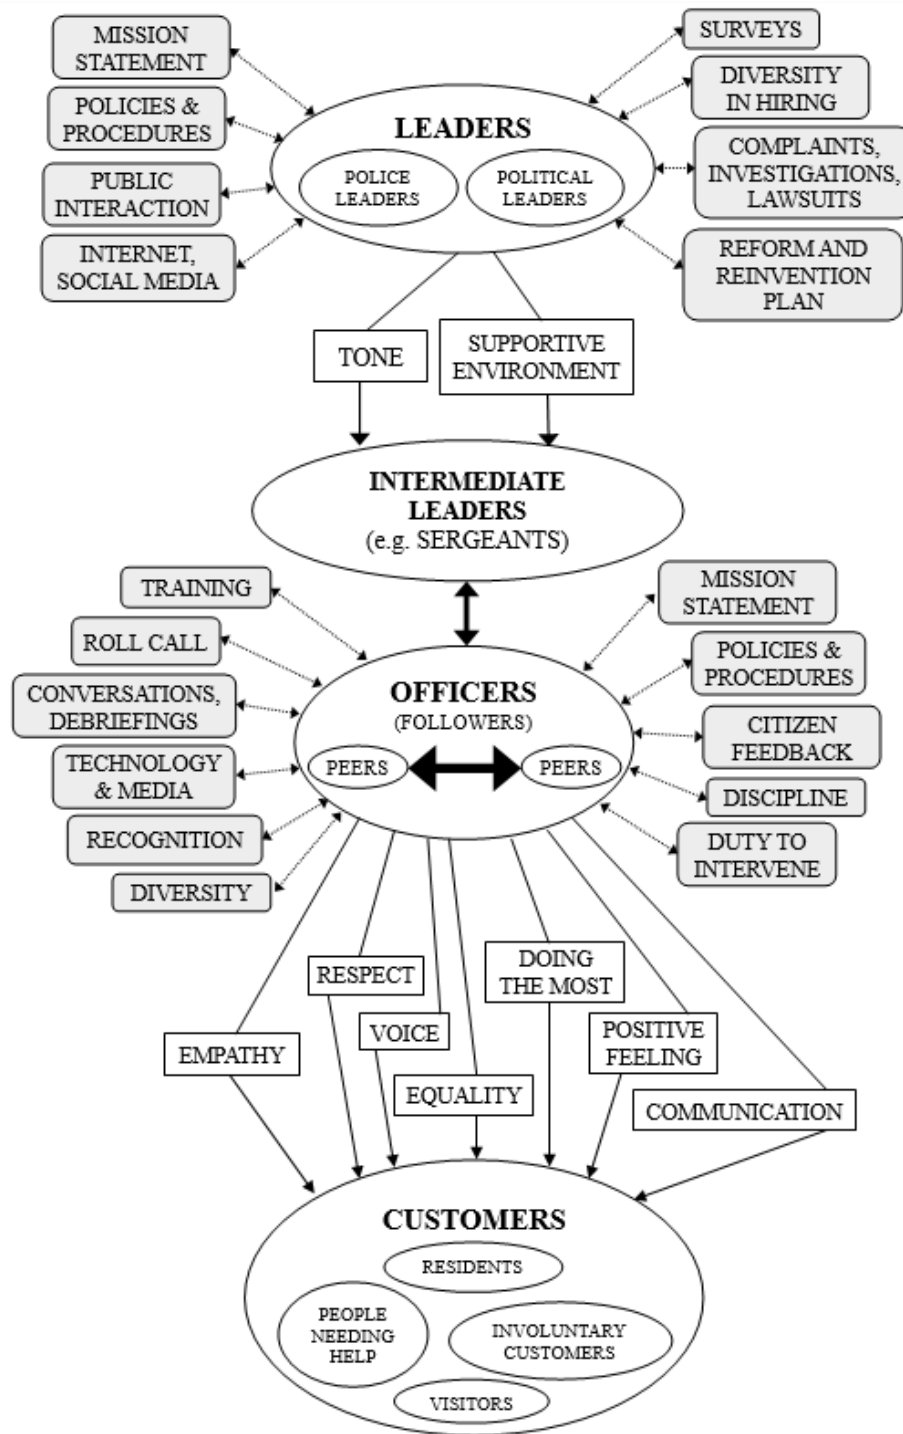 MISSION
STATEMENT
POLICIES &
PROCEDURES
PUBLIC
INTERACTION
INTERNET,
SOCIAL MEDIA
SURVEYS
DIVERSITY
IN HIRING
COMPLAINTS,
INVESTIGATIONS,
LAWSUITS
REFORM AND
REINVENTION
PLAN
LEADERS
POLICE
LEADERS
POLITICAL
LEADERS
TONE
SUPPORTIVE
ENVIRONMENT
INTERMEDIATE
LEADERS
(e.g. SERGEANTS)
TRAINING
ROLL CALL
CONVERSATIONS,
DEBRIEFINGS
TECHNOLOGY
& MEDIA
RECOGNITION
DIVERSITY
MISSION
STATEMENT
POLICIES &
PROCEDURES
CITIZEN
FEEDBACK
DISCIPLINE
DUTY TO
INTERVENE
OFFICERS
(FOLLOWERS)
PEERS
PEERS
EMPATHY
RESPECT
VOICE
EQUALITY
DOING
THE MOST
POSITIVE
FEELING
COMMUNICATION
CUSTOMERS
RESIDENTS
PEOPLE
NEEDING
HELP
INVOLUNTARY
CUSTOMERS
VISITORS